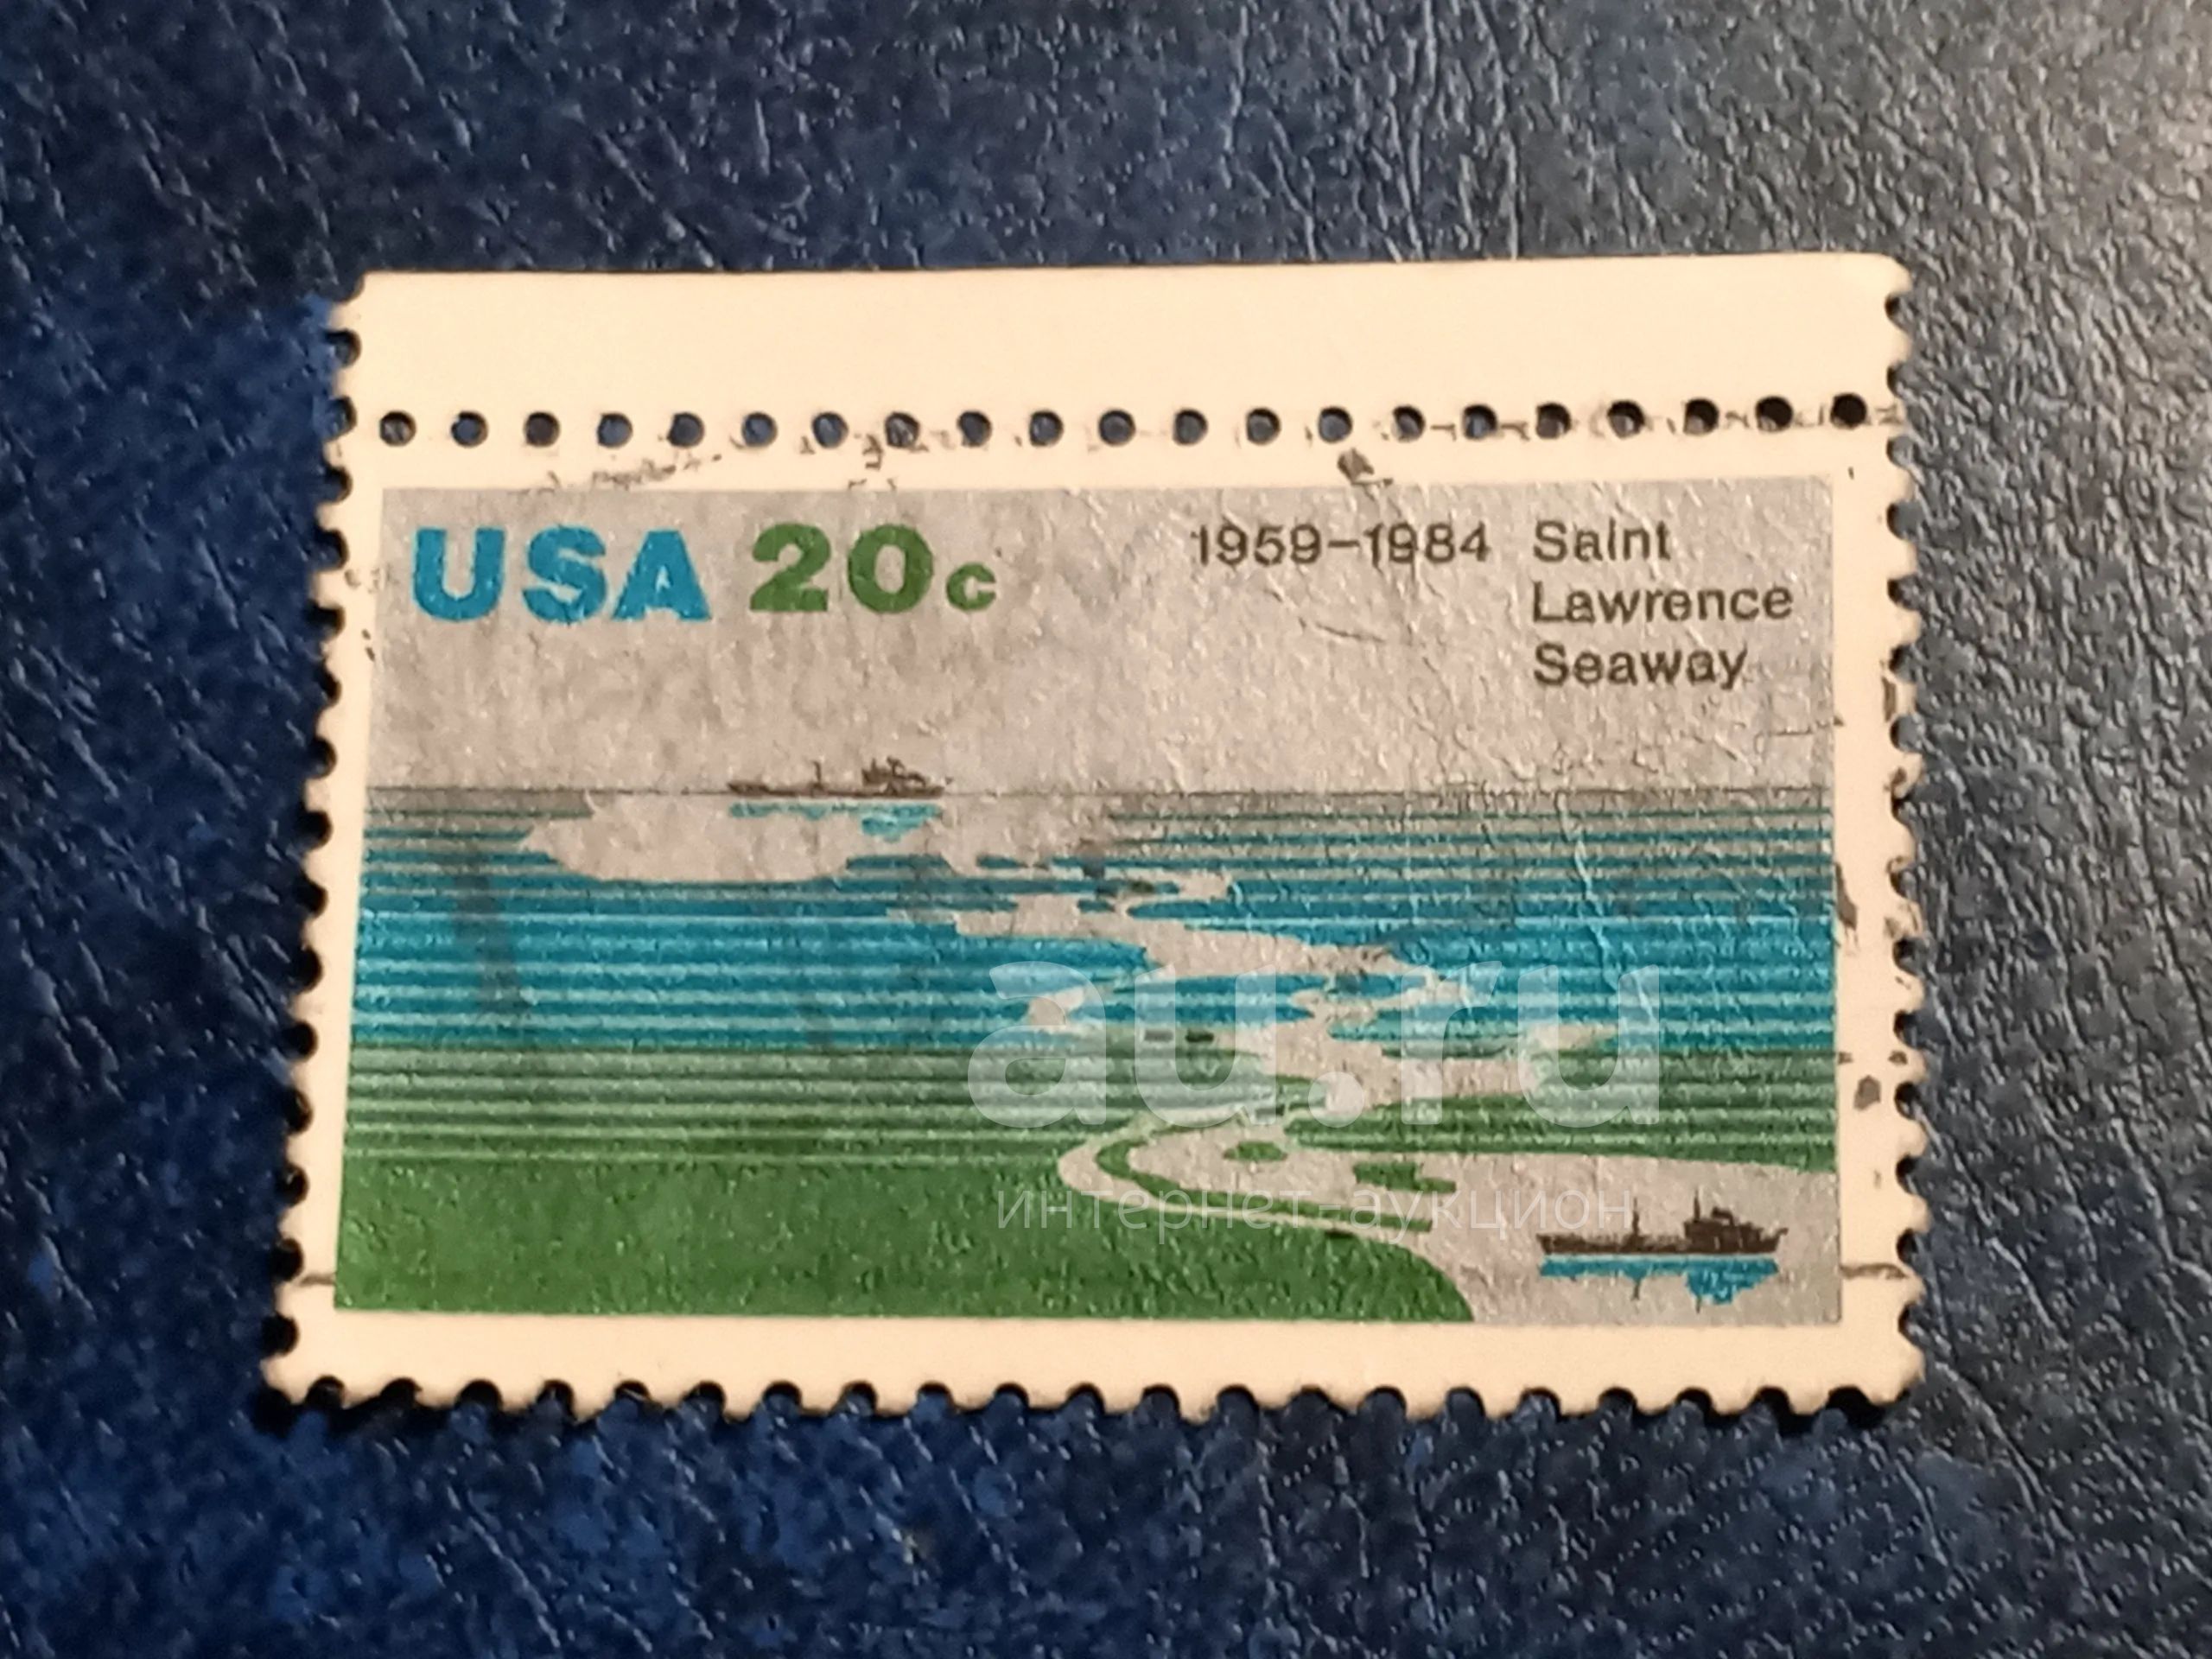 USA 20c
1959-1984 Saint
Lawrence
Seaway
au.ru
интернет-аукцион